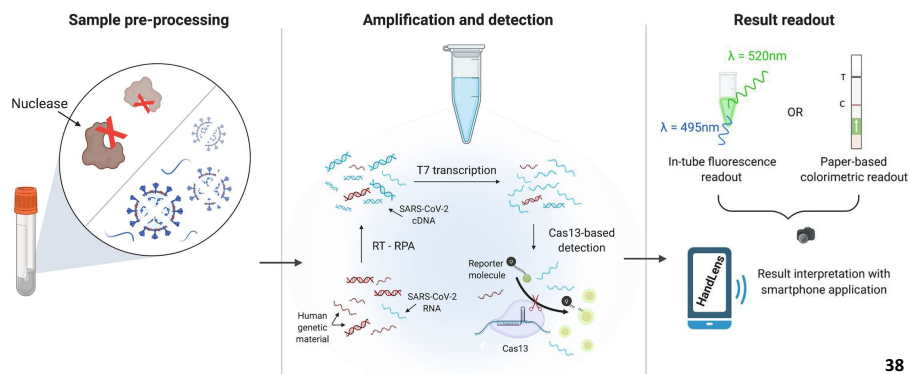 Sample pre-processing
Nuclease
Amplification and detection
T7 transcription
SARS-CoV-2
cDNA
RT - RPA
Cas13-based
detection
Reporter
molecule
Q
Q
SARS-CoV-2
RNA
Human
genetic
material
Cas13
Result readout
λ = 520nm
λ = 495nm
OR
T
C
In-tube fluorescence
readout
Paper-based
colorimetric readout
HandLens
Result interpretation with
smartphone application
38